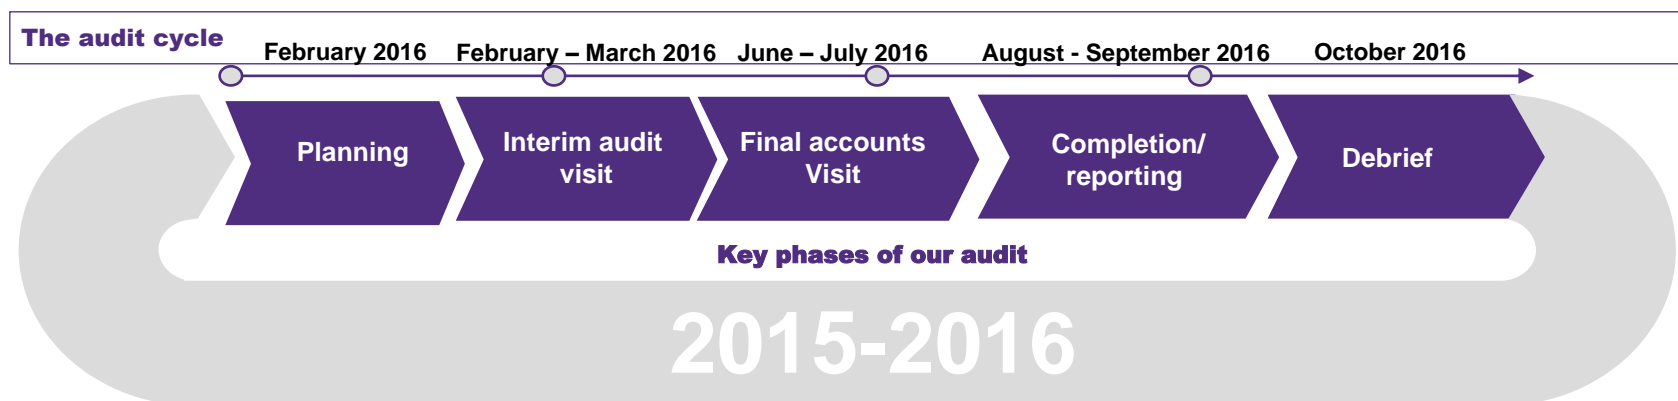 The audit cycle
February 2016
February – March 2016
June – July 2016
August - September 2016
October 2016
Planning
Interim audit
visit
Final accounts
Visit
Completion/
reporting
Debrief
Key phases of our audit
2015-2016